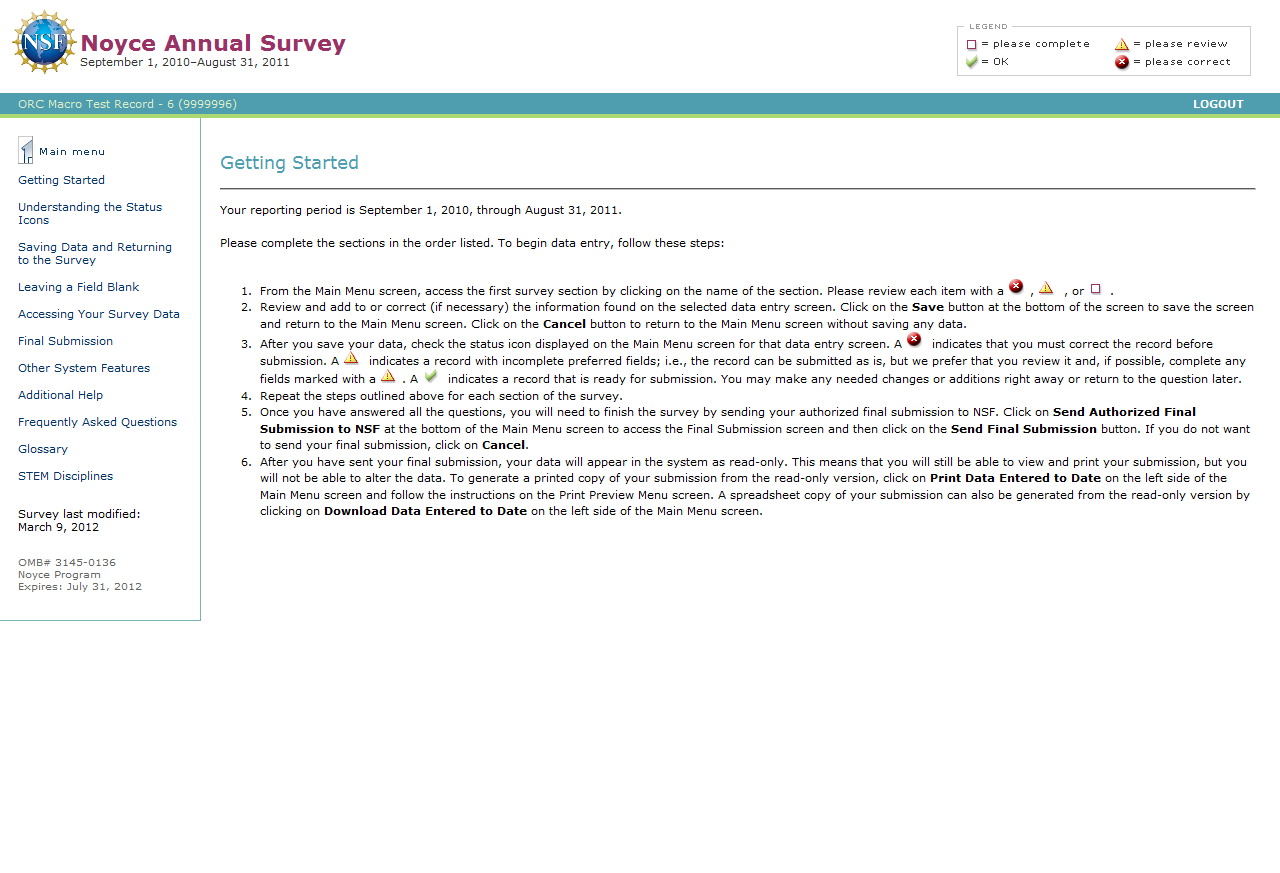 NSF
Noyce Annual Survey
September 1, 2010–August 31, 2011
LEGEND
= please complete
= please review
= OK
= please correct
ORC Macro Test Record - 6 (9999996)
LOGOUT
Main menu
Getting Started
Understanding the Status
Icons
Saving Data and Returning
to the Survey
Leaving a Field Blank
Accessing Your Survey Data
Final Submission
Other System Features
Additional Help
Frequently Asked Questions
Glossary
STEM Disciplines
Survey last modified:
March 9, 2012
OMB# 3145-0136
Noyce Program
Expires: July 31, 2012
Getting Started
Your reporting period is September 1, 2010, through August 31, 2011.
Please complete the sections in the order listed. To begin data entry, follow these steps:
1. From the Main Menu screen, access the first survey section by clicking on the name of the section. Please review each item with a , , or .
2. Review and add to or correct (if necessary) the information found on the selected data entry screen. Click on the Save button at the bottom of the screen to save the screen
and return to the Main Menu screen. Click on the Cancel button to return to the Main Menu screen without saving any data.
3. After you save your data, check the status icon displayed on the Main Menu screen for that data entry screen. A indicates that you must correct the record before
submission. A indicates a record with incomplete preferred fields; i.e., the record can be submitted as is, but we prefer that you review it and, if possible, complete any
fields marked with a . A indicates a record that is ready for submission. You may make any needed changes or additions right away or return to the question later.
4. Repeat the steps outlined above for each section of the survey.
5. Once you have answered all the questions, you will need to finish the survey by sending your authorized final submission to NSF. Click on Send Authorized Final
Submission to NSF at the bottom of the Main Menu screen to access the Final Submission screen and then click on the Send Final Submission button. If you do not want
to send your final submission, click on Cancel.
6. After you have sent your final submission, your data will appear in the system as read-only. This means that you will still be able to view and print your submission, but you
will not be able to alter the data. To generate a printed copy of your submission from the read-only version, click on Print Data Entered to Date on the left side of the
Main Menu screen and follow the instructions on the Print Preview Menu screen. A spreadsheet copy of your submission can also be generated from the read-only version by
clicking on Download Data Entered to Date on the left side of the Main Menu screen.